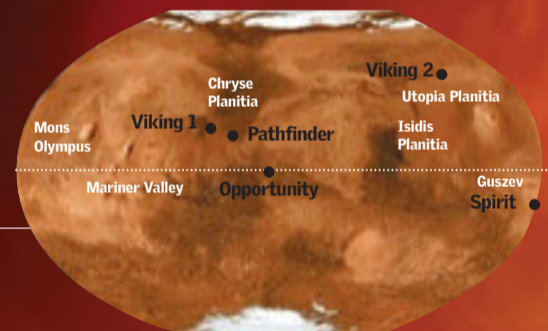 Viking 2
Chryse
Planitia
Utopia Planitia
Mons
Olympus
Viking 1
Pathfinder
Isidis
Planitia
Mariner Valley
Opportunity
Guszev
Spirit